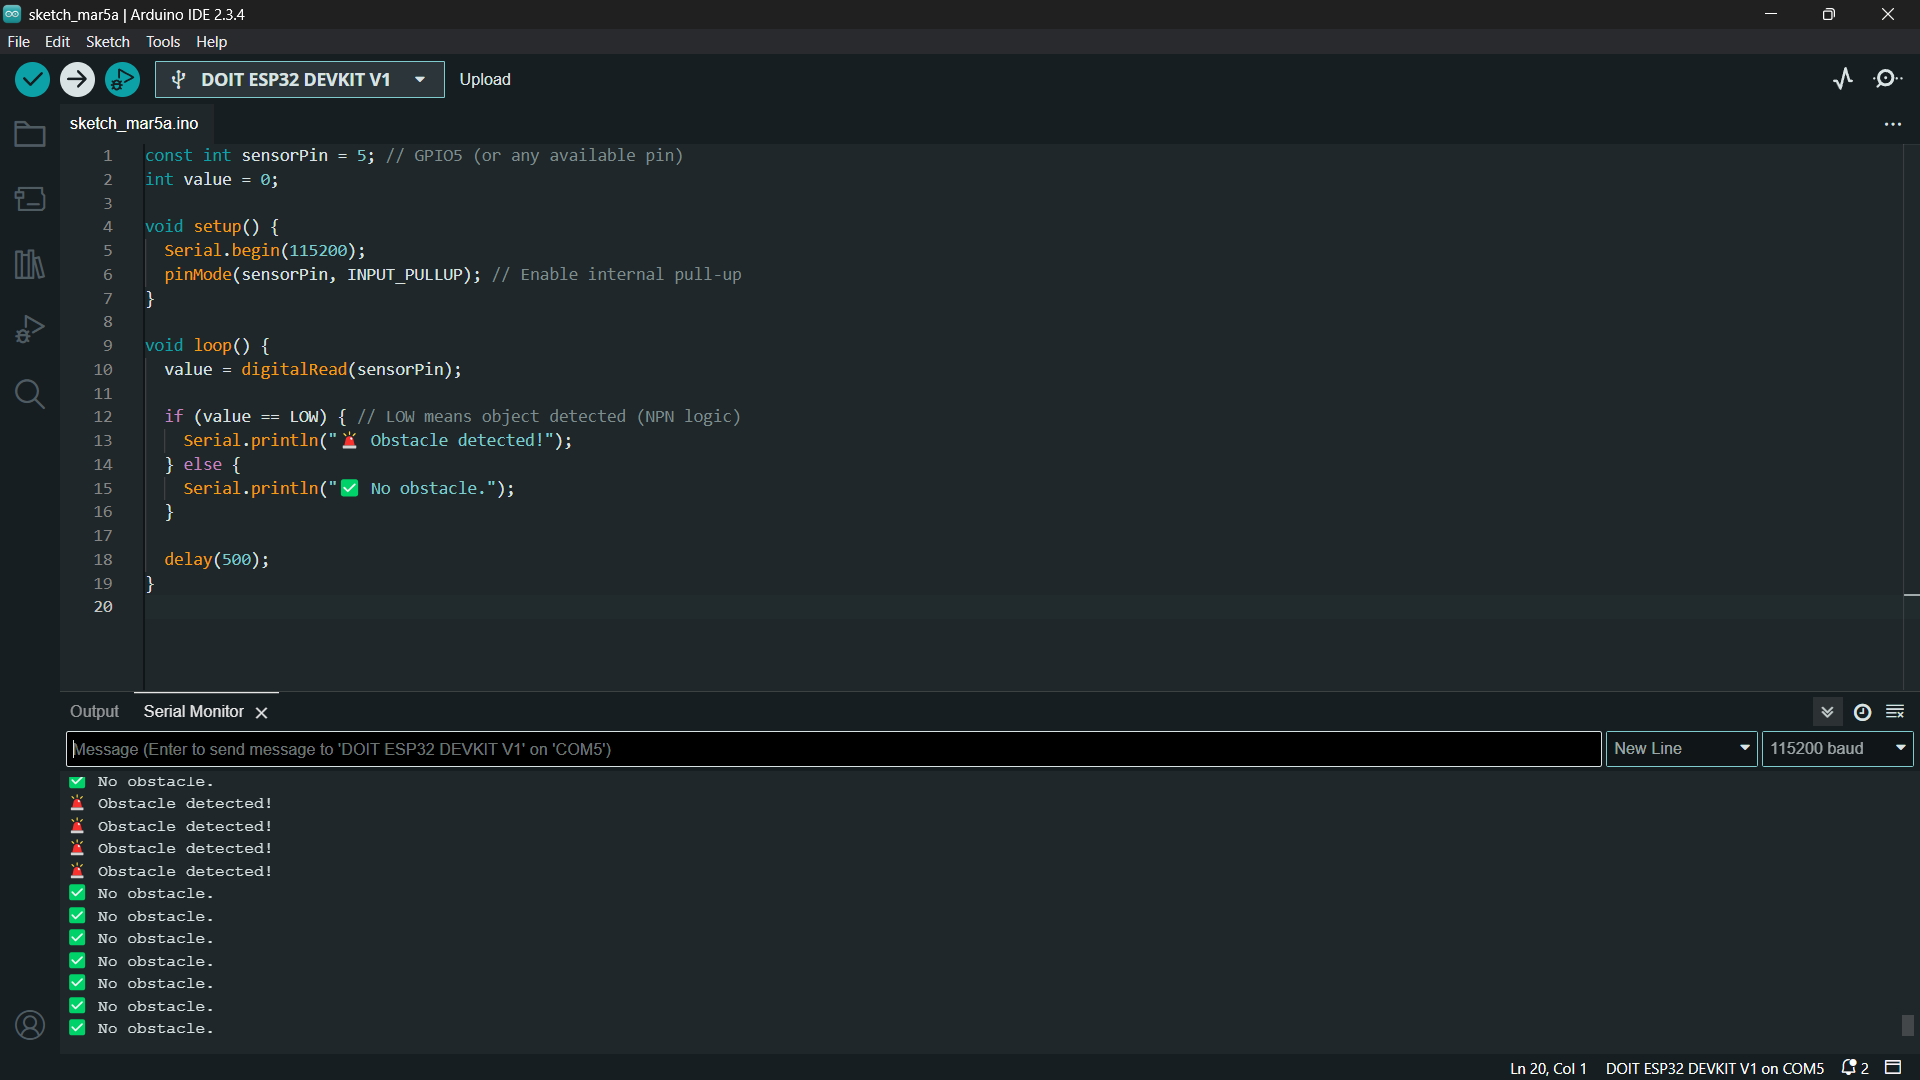 sketch_mar5a | Arduino IDE 2.3.4
File Edit Sketch Tools Help
DOIT ESP32 DEVKIT V1 Upload
sketch_mar5a.ino
1 const int sensorPin = 5; // GPIO5 (or any available pin)
2 int value = 0;
3
4 void setup() {
5 Serial.begin(115200);
6 pinMode(sensorPin, INPUT_PULLUP); // Enable internal pull-up
7 }
8
9 void loop() {
10 value = digitalRead(sensorPin);
11
12 if (value == LOW) { // LOW means object detected (NPN logic)
13 Serial.println("🚨 Obstacle detected!");
14 } else {
15 Serial.println("✅ No obstacle.");
16 }
17
18 delay(500);
19 }
20
Output Serial Monitor
Message (Enter to send message to 'DOIT ESP32 DEVKIT V1' on 'COM5') New Line 115200 baud
✅ No obstacle.
🚨 Obstacle detected!
🚨 Obstacle detected!
🚨 Obstacle detected!
🚨 Obstacle detected!
✅ No obstacle.
✅ No obstacle.
✅ No obstacle.
✅ No obstacle.
✅ No obstacle.
✅ No obstacle.
✅ No obstacle.
Ln 20, Col 1 DOIT ESP32 DEVKIT V1 on COM5 2